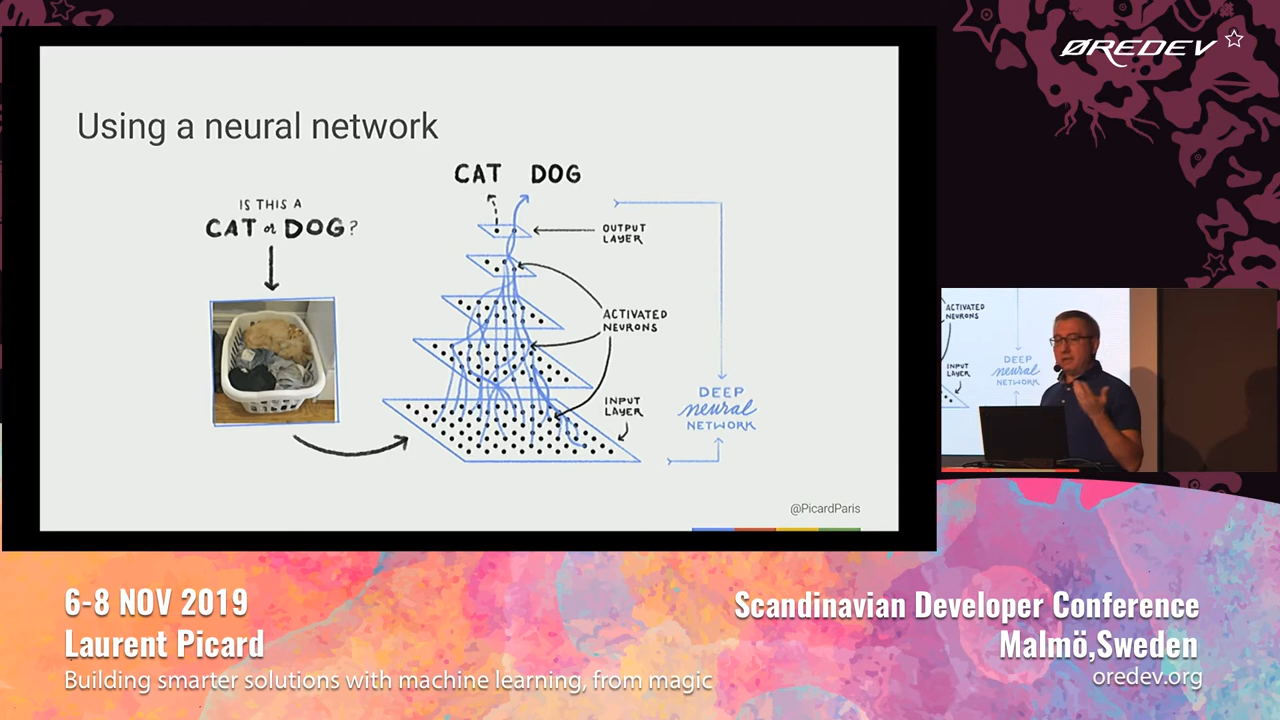 ØREDEV
Using a neural network
CAT DOG
IS THIS A
CAT or DOG?
OUTPUT
LAYER
ACTIVATED
NEURONS
INPUT
LAYER
DEEP
neural
NETWORK
@PicardParis
ACTIVATED
NEURONS
INPUT
LAYER
DEEP
neural
NETWORK
6-8 NOV 2019
Laurent Picard
Building smarter solutions with machine learning, from magic
Scandinavian Developer Conference
Malmö,Sweden
oredev.org